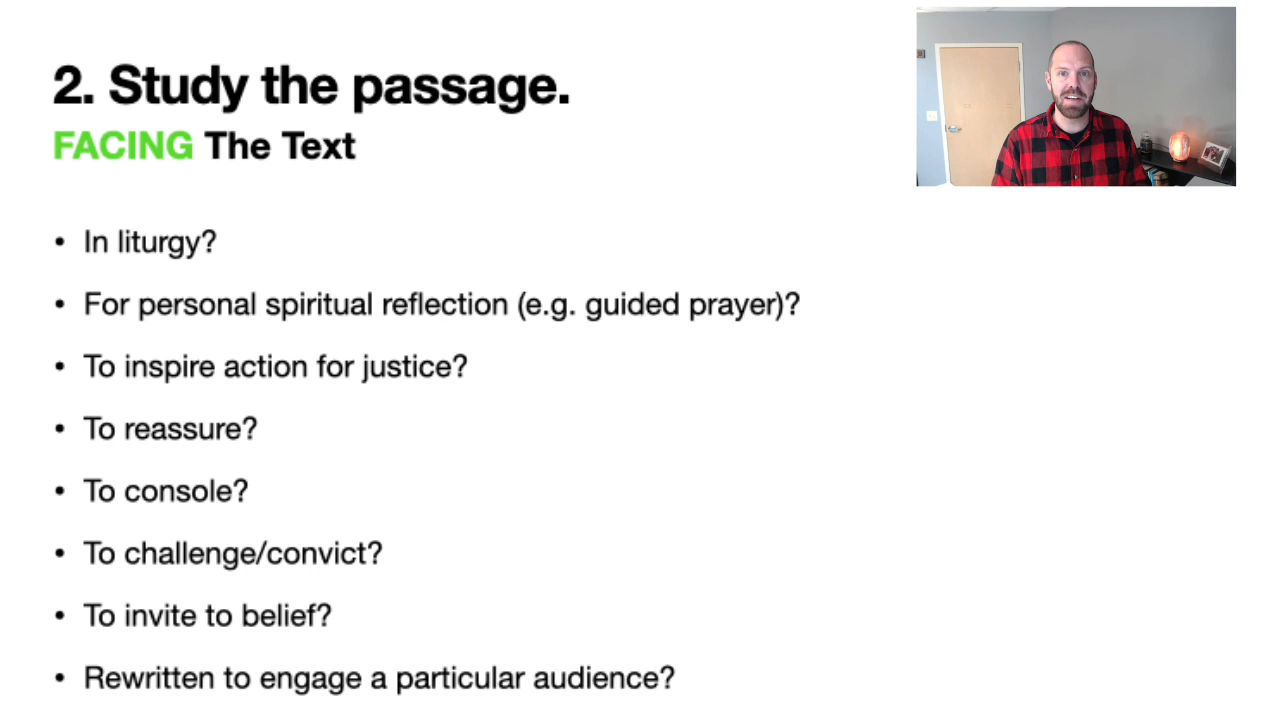 2. Study the passage.
FACING The Text
• In liturgy?
• For personal spiritual reflection (e.g. guided prayer)?
• To inspire action for justice?
• To reassure?
• To console?
• To challenge/convict?
• To invite to belief?
• Rewritten to engage a particular audience?